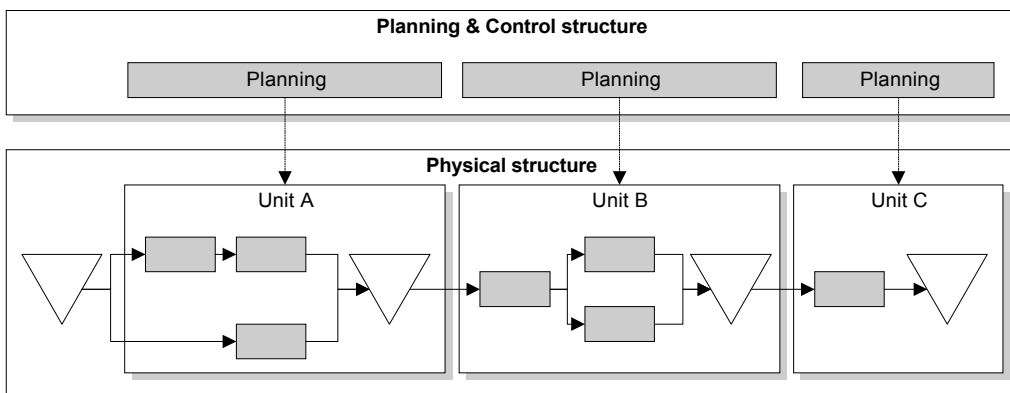 Planning & Control structure
Planning
Planning
Planning
Physical structure
Unit A
Unit B
Unit C